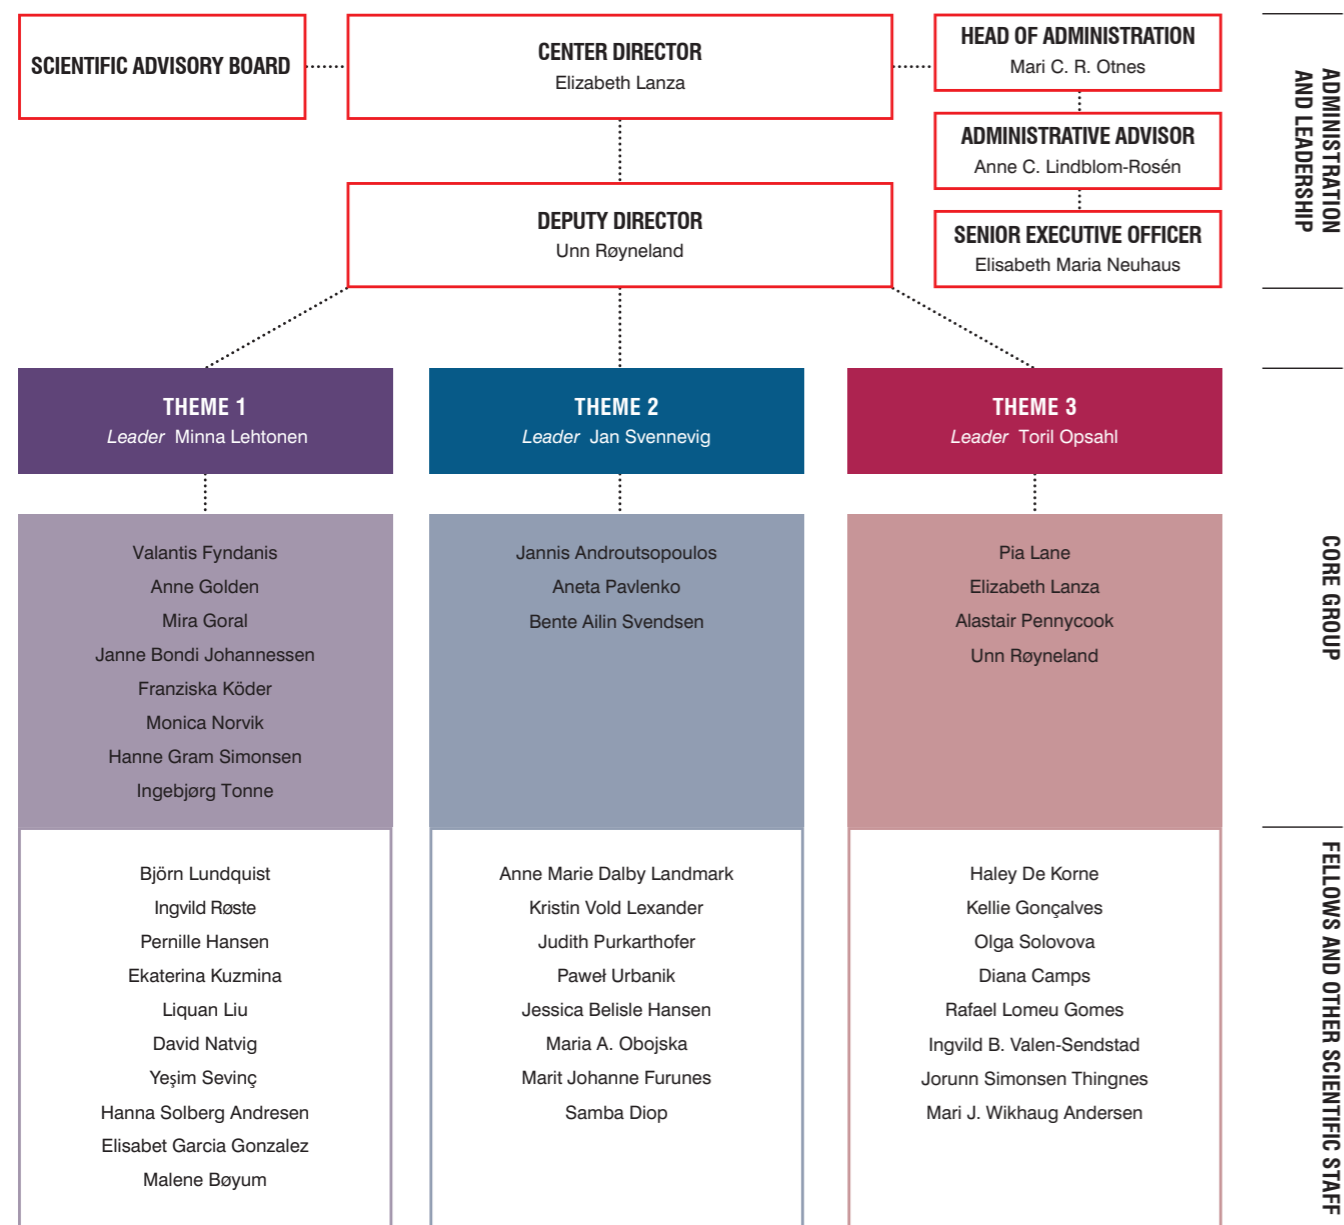 SCIENTIFIC ADVISORY BOARD
CENTER DIRECTOR
Elizabeth Lanza
HEAD OF ADMINISTRATION
Mari C. R. Otnes
ADMINISTRATIVE ADVISOR
Anne C. Lindblom-Rosén
SENIOR EXECUTIVE OFFICER
Elisabeth Maria Neuhaus
DEPUTY DIRECTOR
Unn Røyneland
ADMINISTRATION
AND LEADERSHIP
THEME 1
Leader Minna Lehtonen
THEME 2
Leader Jan Svennevig
THEME 3
Leader Toril Opsahl
Valantis Fyndanis
Anne Golden
Mira Goral
Janne Bondi Johannessen
Franziska Köder
Monica Norvik
Hanne Gram Simonsen
Ingebjørg Tonne
Jannis Androutsopoulos
Aneta Pavlenko
Bente Ailin Svendsen
Pia Lane
Elizabeth Lanza
Alastair Pennycook
Unn Røyneland
CORE GROUP
Björn Lundquist
Ingvild Røste
Pernille Hansen
Ekaterina Kuzmina
Liquan Liu
David Natvig
Yeşim Sevinç
Hanna Solberg Andresen
Elisabet Garcia Gonzalez
Malene Bøyum
Anne Marie Dalby Landmark
Kristin Vold Lexander
Judith Purkarthofer
Paweł Urbanik
Jessica Belisle Hansen
Maria A. Obojska
Marit Johanne Furunes
Samba Diop
Haley De Korne
Kellie Gonçalves
Olga Solovova
Diana Camps
Rafael Lomeu Gomes
Ingvild B. Valen-Sendstad
Jorunn Simonsen Thingnes
Mari J. Wikhaug Andersen
FELLOWS AND OTHER SCIENTIFIC STAFF